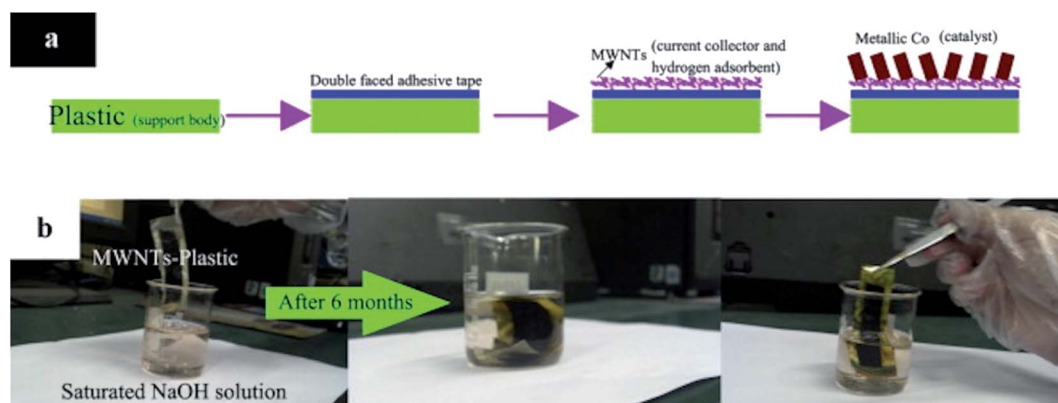 a
Plastic (support body)
Double faced adhesive tape
MWNTs (current collector and
hydrogen adsorbent)
Metallic Co (catalyst)
b
MWNTs-Plastic
After 6 months
Saturated NaOH solution